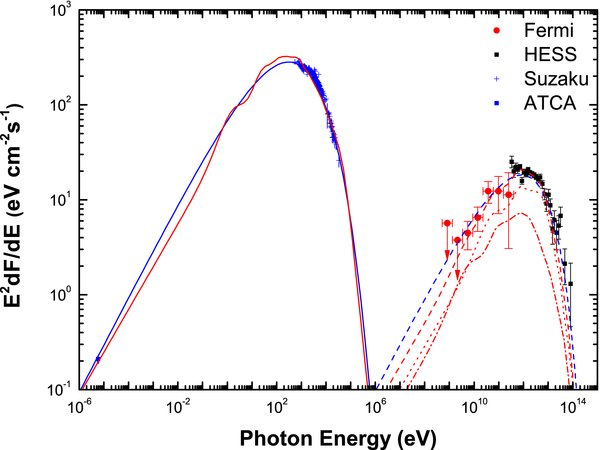 10³
Fermi
HESS
Suzaku
ATCA
10²
10¹
10⁰
10⁻¹
E²dF/dE (eV cm⁻²s⁻¹)
10⁻⁶
10⁻²
10²
10⁶
10¹⁰
10¹⁴
Photon Energy (eV)